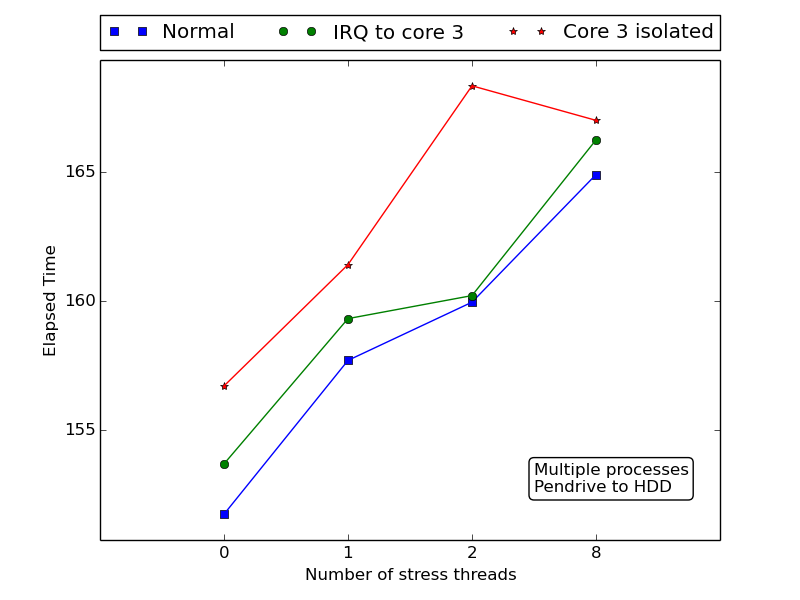 Normal IRQ to core 3 Core 3 isolated
165
160
155
Elapsed Time
Multiple processes
Pendrive to HDD
0 1 2 8
Number of stress threads